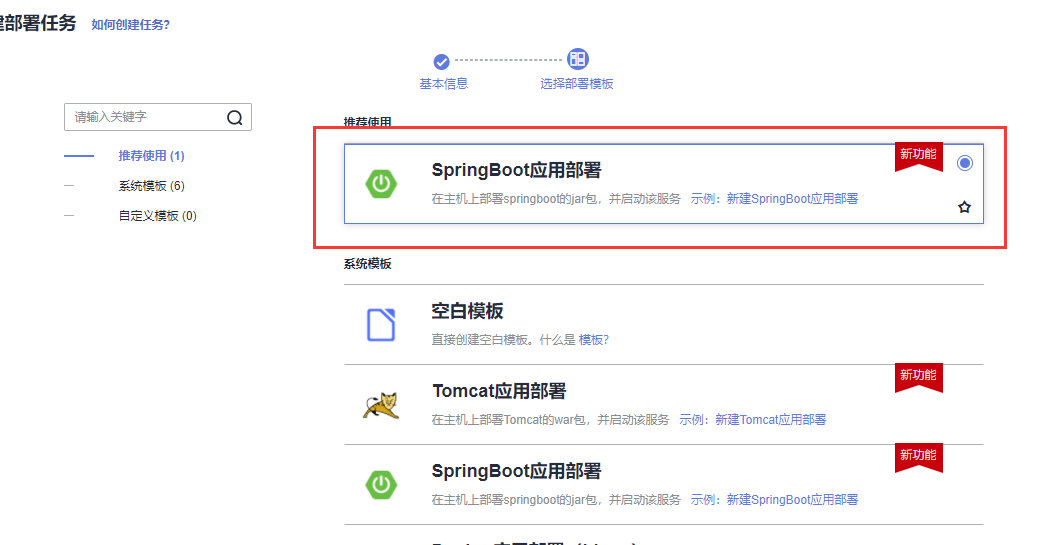 部署任务 如何创建任务?
基本信息 选择部署模板
请输入关键字
推荐使用 (1)
系统模板 (6)
自定义模板 (0)
推荐使用
新功能
SpringBoot应用部署
在主机上部署springboot的jar包，并启动该服务 示例：新建SpringBoot应用部署
系统模板
空白模板
直接创建空白模板。什么是 模板?
新功能
Tomcat应用部署
在主机上部署Tomcat的war包，并启动该服务 示例：新建Tomcat应用部署
新功能
SpringBoot应用部署
在主机上部署springboot的jar包，并启动该服务 示例：新建SpringBoot应用部署